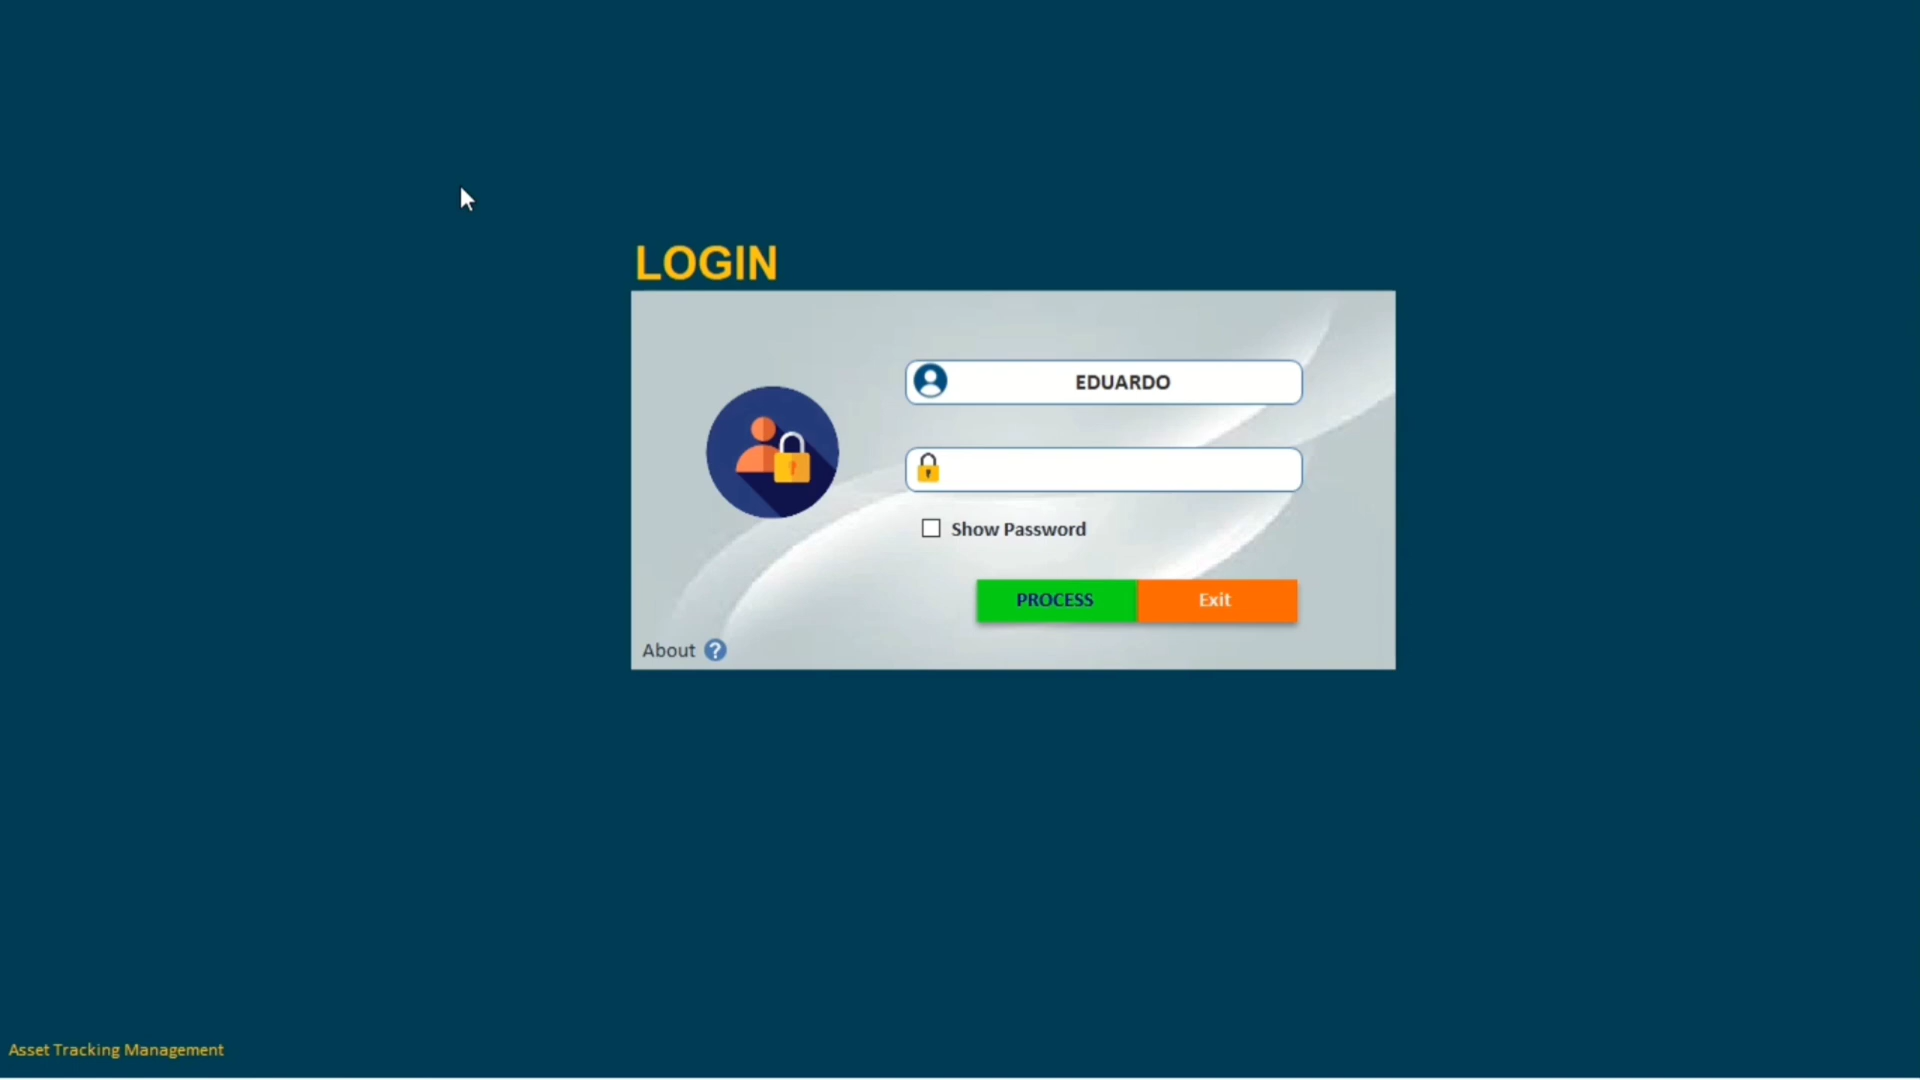 LOGIN
EDUARDO
Show Password
PROCESS Exit
About ?
Asset Tracking Management